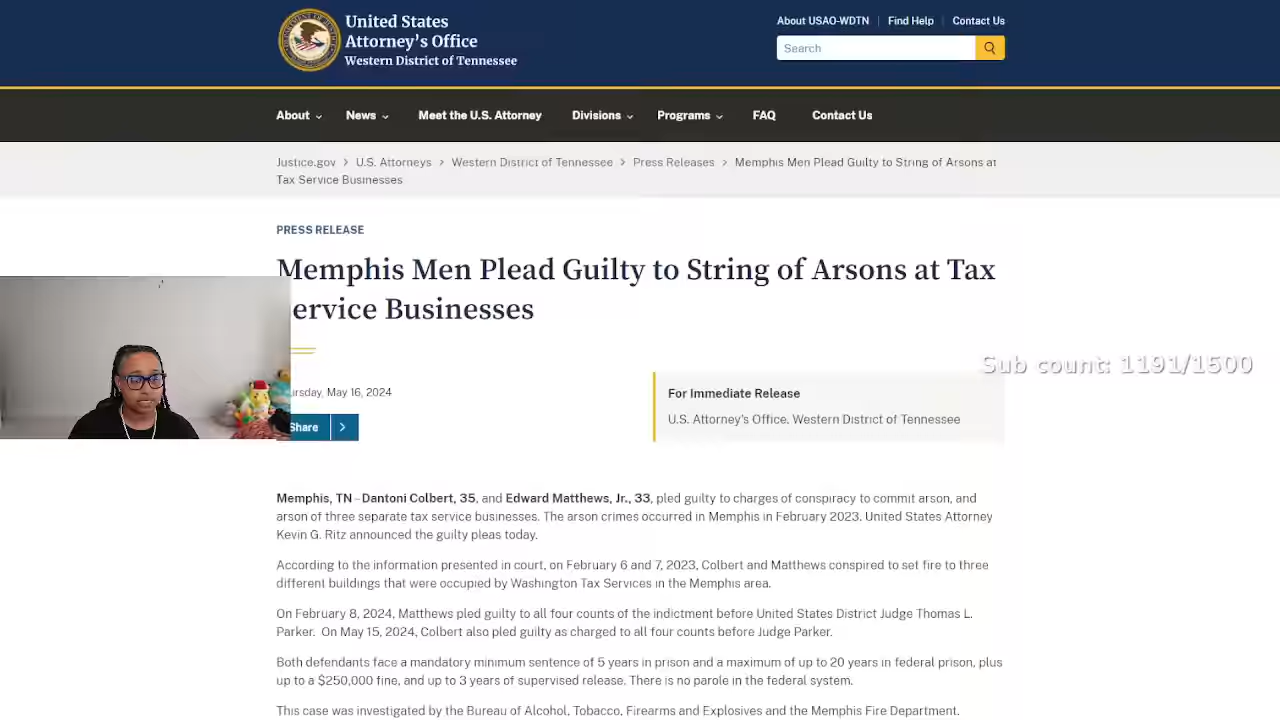 United States
Attorney's Office
Western District of Tennessee
About USAO-WDTN
Find Help
Contact Us
Search
About
News
Meet the U.S. Attorney
Divisions
Programs
FAQ
Contact Us
Justice.gov > U.S. Attorneys > Western District of Tennessee > Press Releases > Memphis Men Plead Guilty to String of Arsons at
Tax Service Businesses
PRESS RELEASE
Memphis Men Plead Guilty to String of Arsons at Tax
ervice Businesses
Sub count: 1191/1500
ursday, May 16, 2024
Share
For Immediate Release
U.S. Attorney's Office, Western District of Tennessee
Memphis, TN – Dantoni Colbert, 35, and Edward Matthews, Jr., 33, pled guilty to charges of conspiracy to commit arson, and
arson of three separate tax service businesses. The arson crimes occurred in Memphis in February 2023. United States Attorney
Kevin G. Ritz announced the guilty pleas today.
According to the information presented in court, on February 6 and 7, 2023, Colbert and Matthews conspired to set fire to three
different buildings that were occupied by Washington Tax Services in the Memphis area.
On February 8, 2024, Matthews pled guilty to all four counts of the indictment before United States District Judge Thomas L.
Parker. On May 15, 2024, Colbert also pled guilty as charged to all four counts before Judge Parker.
Both defendants face a mandatory minimum sentence of 5 years in prison and a maximum of up to 20 years in federal prison, plus
up to a $250,000 fine, and up to 3 years of supervised release. There is no parole in the federal system.
This case was investigated by the Bureau of Alcohol, Tobacco, Firearms and Explosives and the Memphis Fire Department.